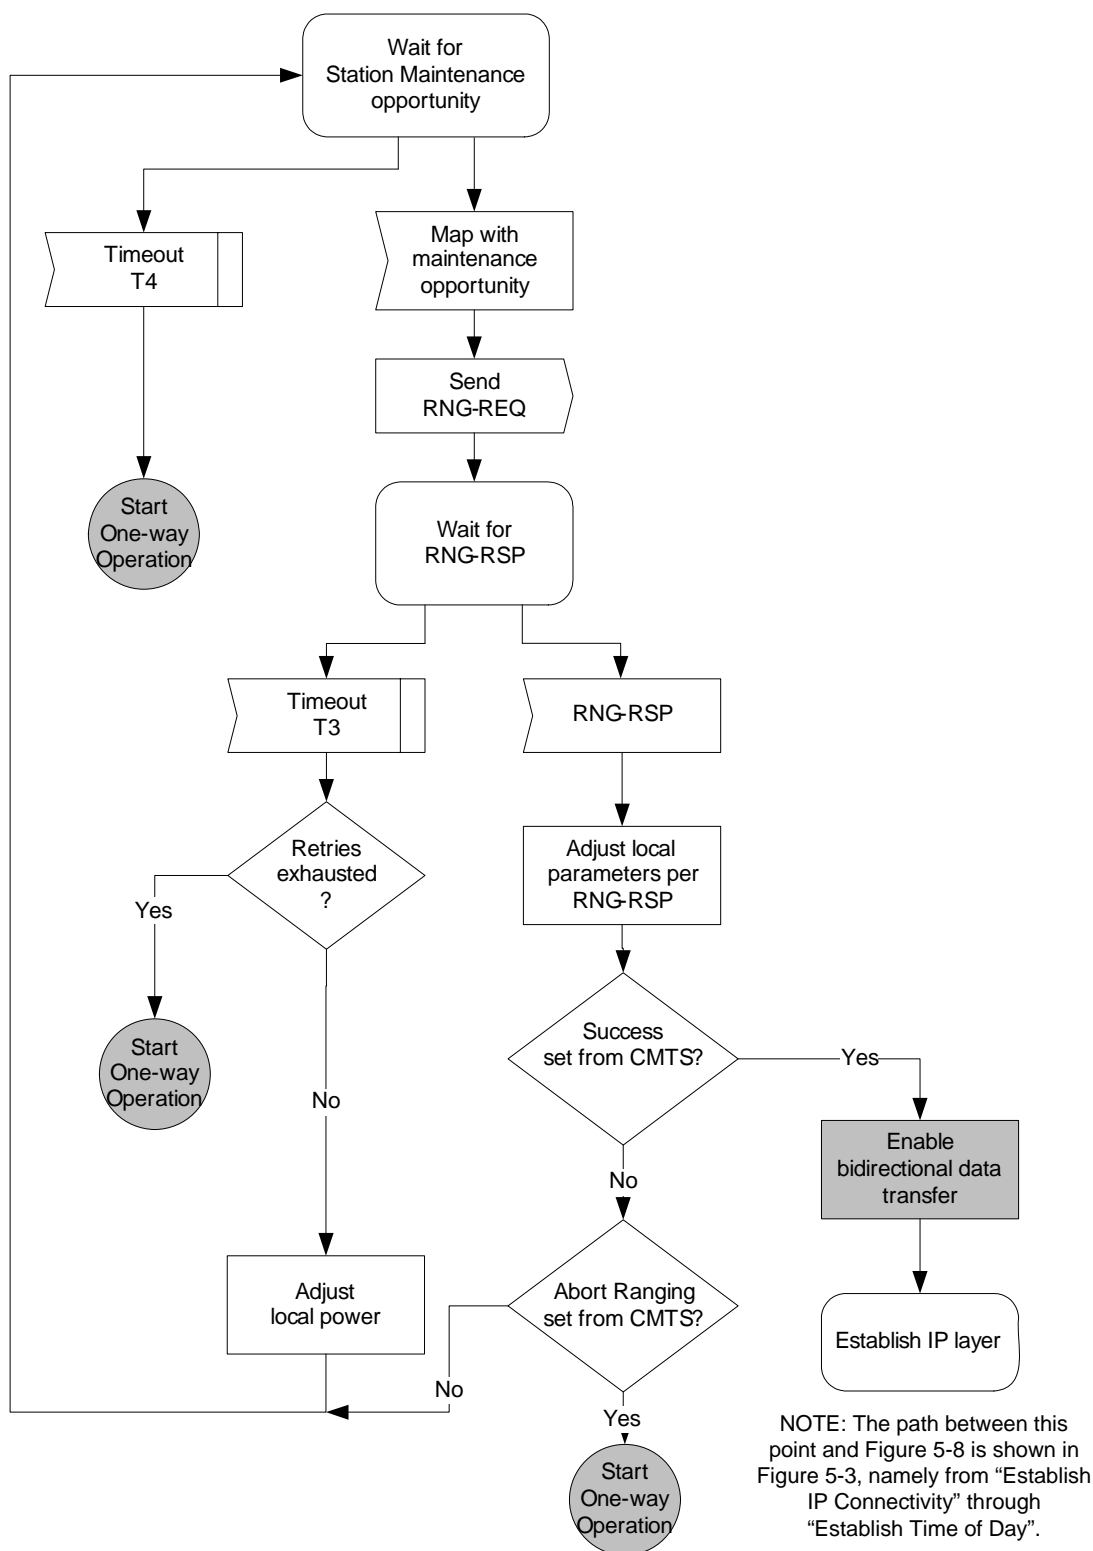 Wait for
Station Maintenance
opportunity
Timeout
T4
Map with
maintenance
opportunity
Send
RNG-REQ
Start
One-way
Operation
Wait for
RNG-RSP
Timeout
T3
RNG-RSP
Retries
exhausted
?
Adjust local
parameters per
RNG-RSP
Yes
Start
One-way
Operation
No
Success
set from CMTS?
Yes
Enable
bidirectional data
transfer
No
Adjust
local power
Abort Ranging
set from CMTS?
Establish IP layer
No
Yes
Start
One-way
Operation
NOTE: The path between this
point and Figure 5-8 is shown in
Figure 5-3, namely from “Establish
IP Connectivity” through
“Establish Time of Day”.